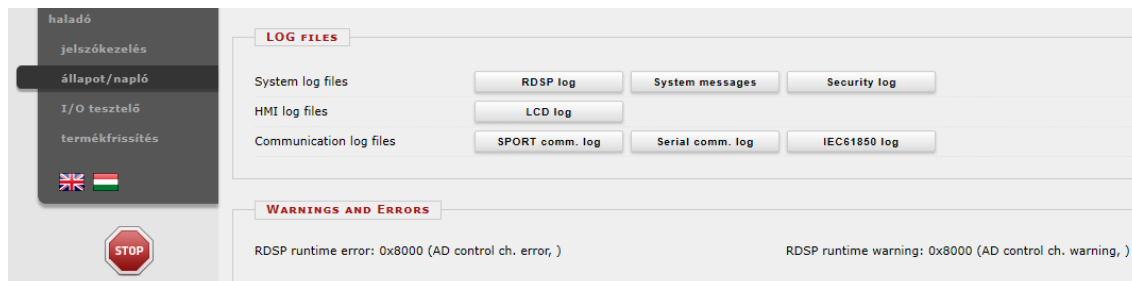 haladó
jelszókezelés
állapot/napló
I/O tesztelő
termékfrissítés
STOP
LOG FILES
System log files RDSP log System messages Security log
HMI log files LCD log
Communication log files SPORT comm. log Serial comm. log IEC61850 log
WARNINGS AND ERRORS
RDSP runtime error: 0x8000 (AD control ch. error, ) RDSP runtime warning: 0x8000 (AD control ch. warning, )